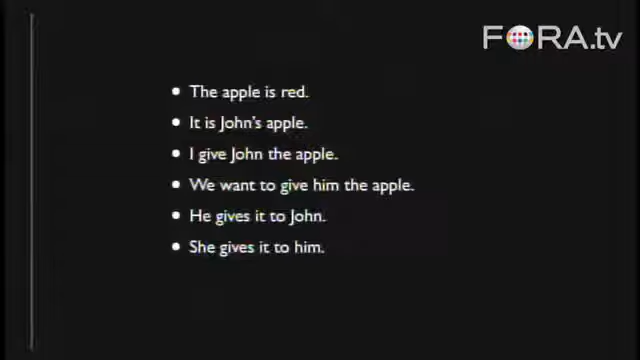 FORA.tv
The apple is red.
It is John's apple.
I give John the apple.
We want to give him the apple.
He gives it to John.
She gives it to him.